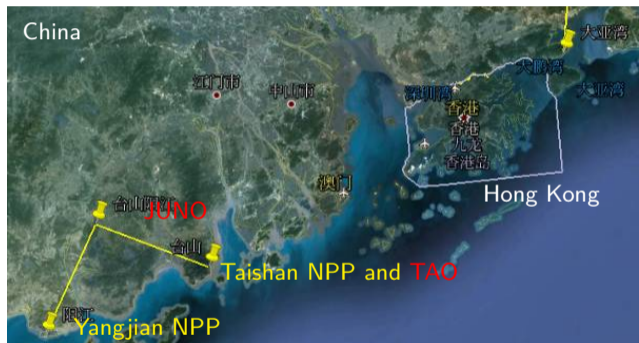 China
大亚湾
大鹏湾
江门市
中山市
深圳湾
大亚湾
香港
香港
九龙
香港岛
澳门
Hong Kong
JUNO
台山
Taishan NPP and TAO
阳江
Yangjian NPP